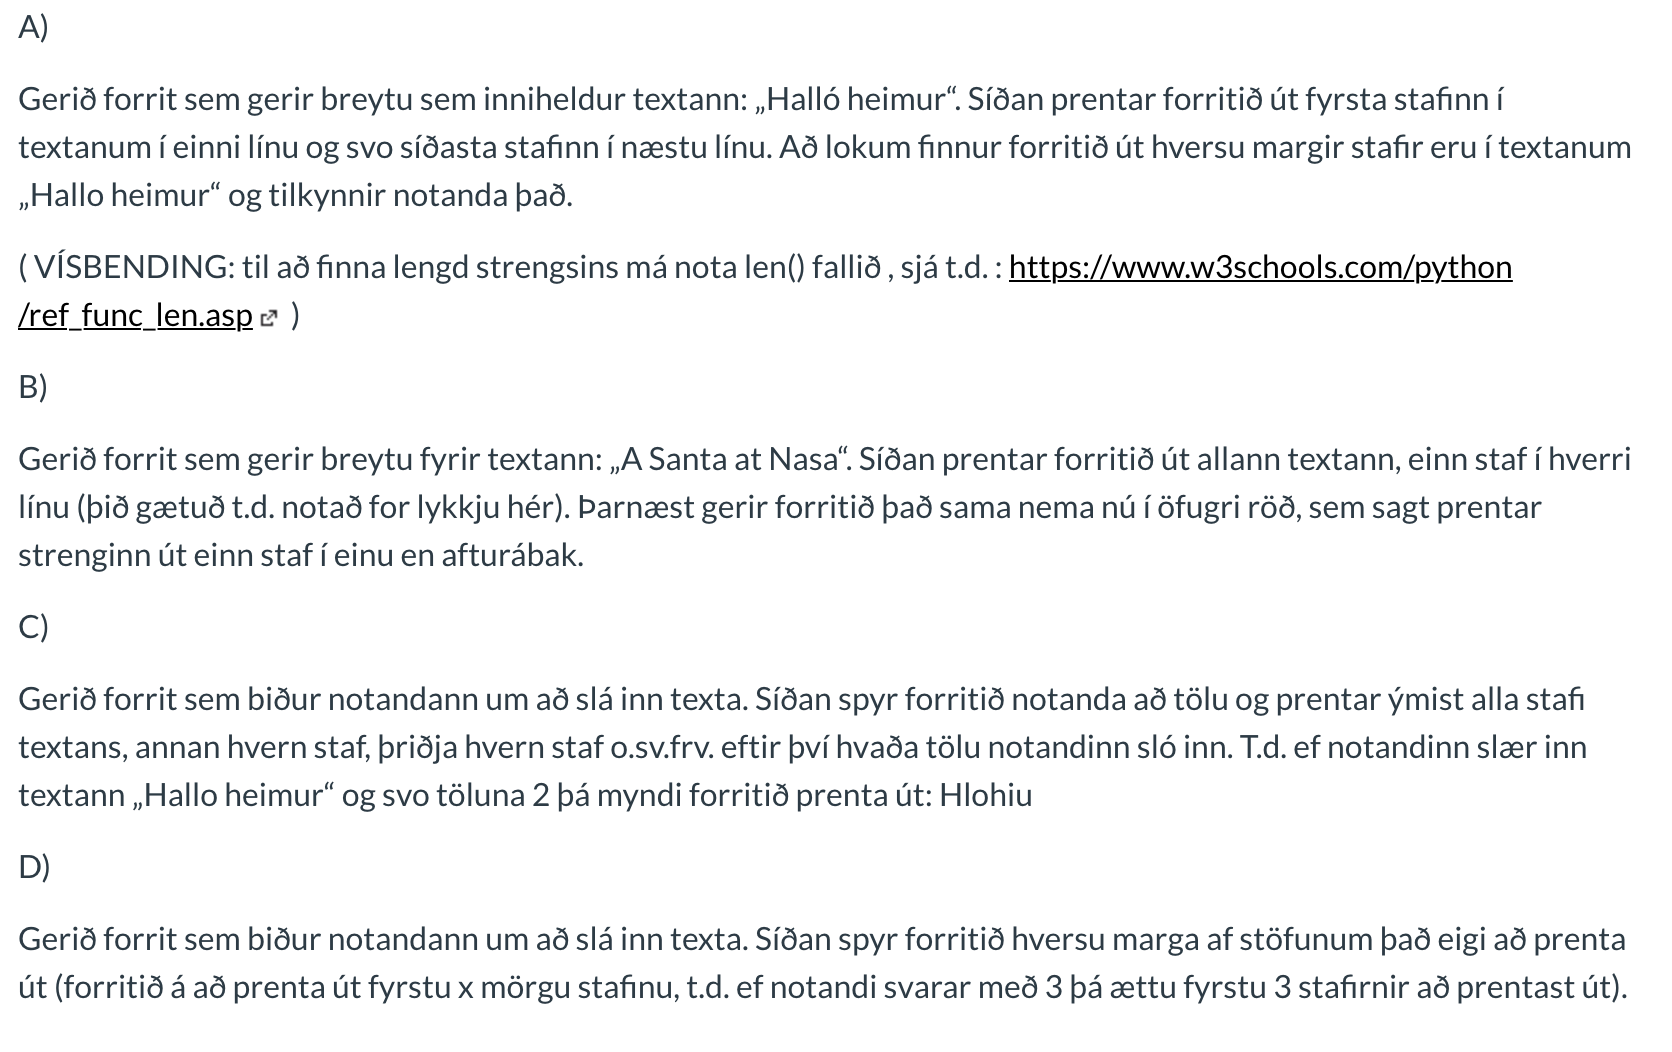 A)
Gerið forrit sem gerir breytu sem inniheldur textann: „Halló heimur“. Síðan prentar forritið út fyrsta stafinn í
textanum í einni línu og svo síðasta stafinn í næstu línu. Að lokum finnur forritið út hversu margir stafir eru í textanum
„Hallo heimur“ og tilkynnir notanda það.
( VÍSBENDING: til að finna lengd strengsins má nota len() fallið , sjá t.d. : https://www.w3schools.com/python
/ref_func_len.asp )
B)
Gerið forrit sem gerir breytu fyrir textann: „A Santa at Nasa“. Síðan prentar forritið út allann textann, einn staf í hverri
línu (þið gætuð t.d. notað for lykkju hér). Þarnæst gerir forritið það sama nema nú í öfugri röð, sem sagt prentar
strenginn út einn staf í einu en afturábak.
C)
Gerið forrit sem biður notandann um að slá inn texta. Síðan spyr forritið notanda að tölu og prentar ýmist alla stafi
textans, annan hvern staf, þriðja hvern staf o.sv.frv. eftir því hvaða tölu notandinn sló inn. T.d. ef notandinn slær inn
textann „Hallo heimur“ og svo töluna 2 þá myndi forritið prenta út: Hlohiu
D)
Gerið forrit sem biður notandann um að slá inn texta. Síðan spyr forritið hversu marga af stöfunum það eigi að prenta
út (forritið á að prenta út fyrstu x mörgu stafinu, t.d. ef notandi svarar með 3 þá ættu fyrstu 3 stafirnir að prentast út).